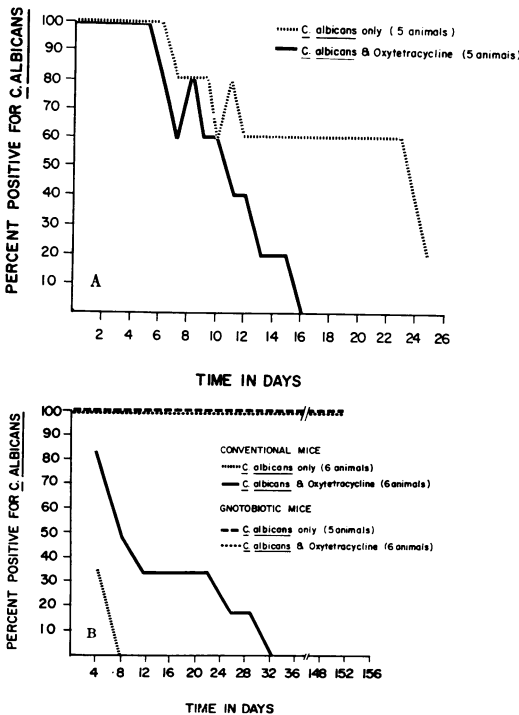 PERCENT POSITIVE FOR C.ALBICANS
100
90
80
70
60
50
40
30
20
10
A
C. albicans only (5 animals)
C. albicans & Oxytetracycline (5 animals)
2 4 6 8 10 12 14 16 18 20 22 24 26
TIME IN DAYS
PERCENT POSITIVE FOR C. ALBICANS
100
90
80
70
60
50
40
30
20
10
B
CONVENTIONAL MICE
C. albicans only (6 animals)
C. albicans & Oxytetracycline (6 animals)
GNOTOBIOTIC MICE
C. albicans only (5 animals)
C. albicans & Oxytetracycline (6 animals)
4 8 12 16 20 24 28 32 36 148 152 156
TIME IN DAYS